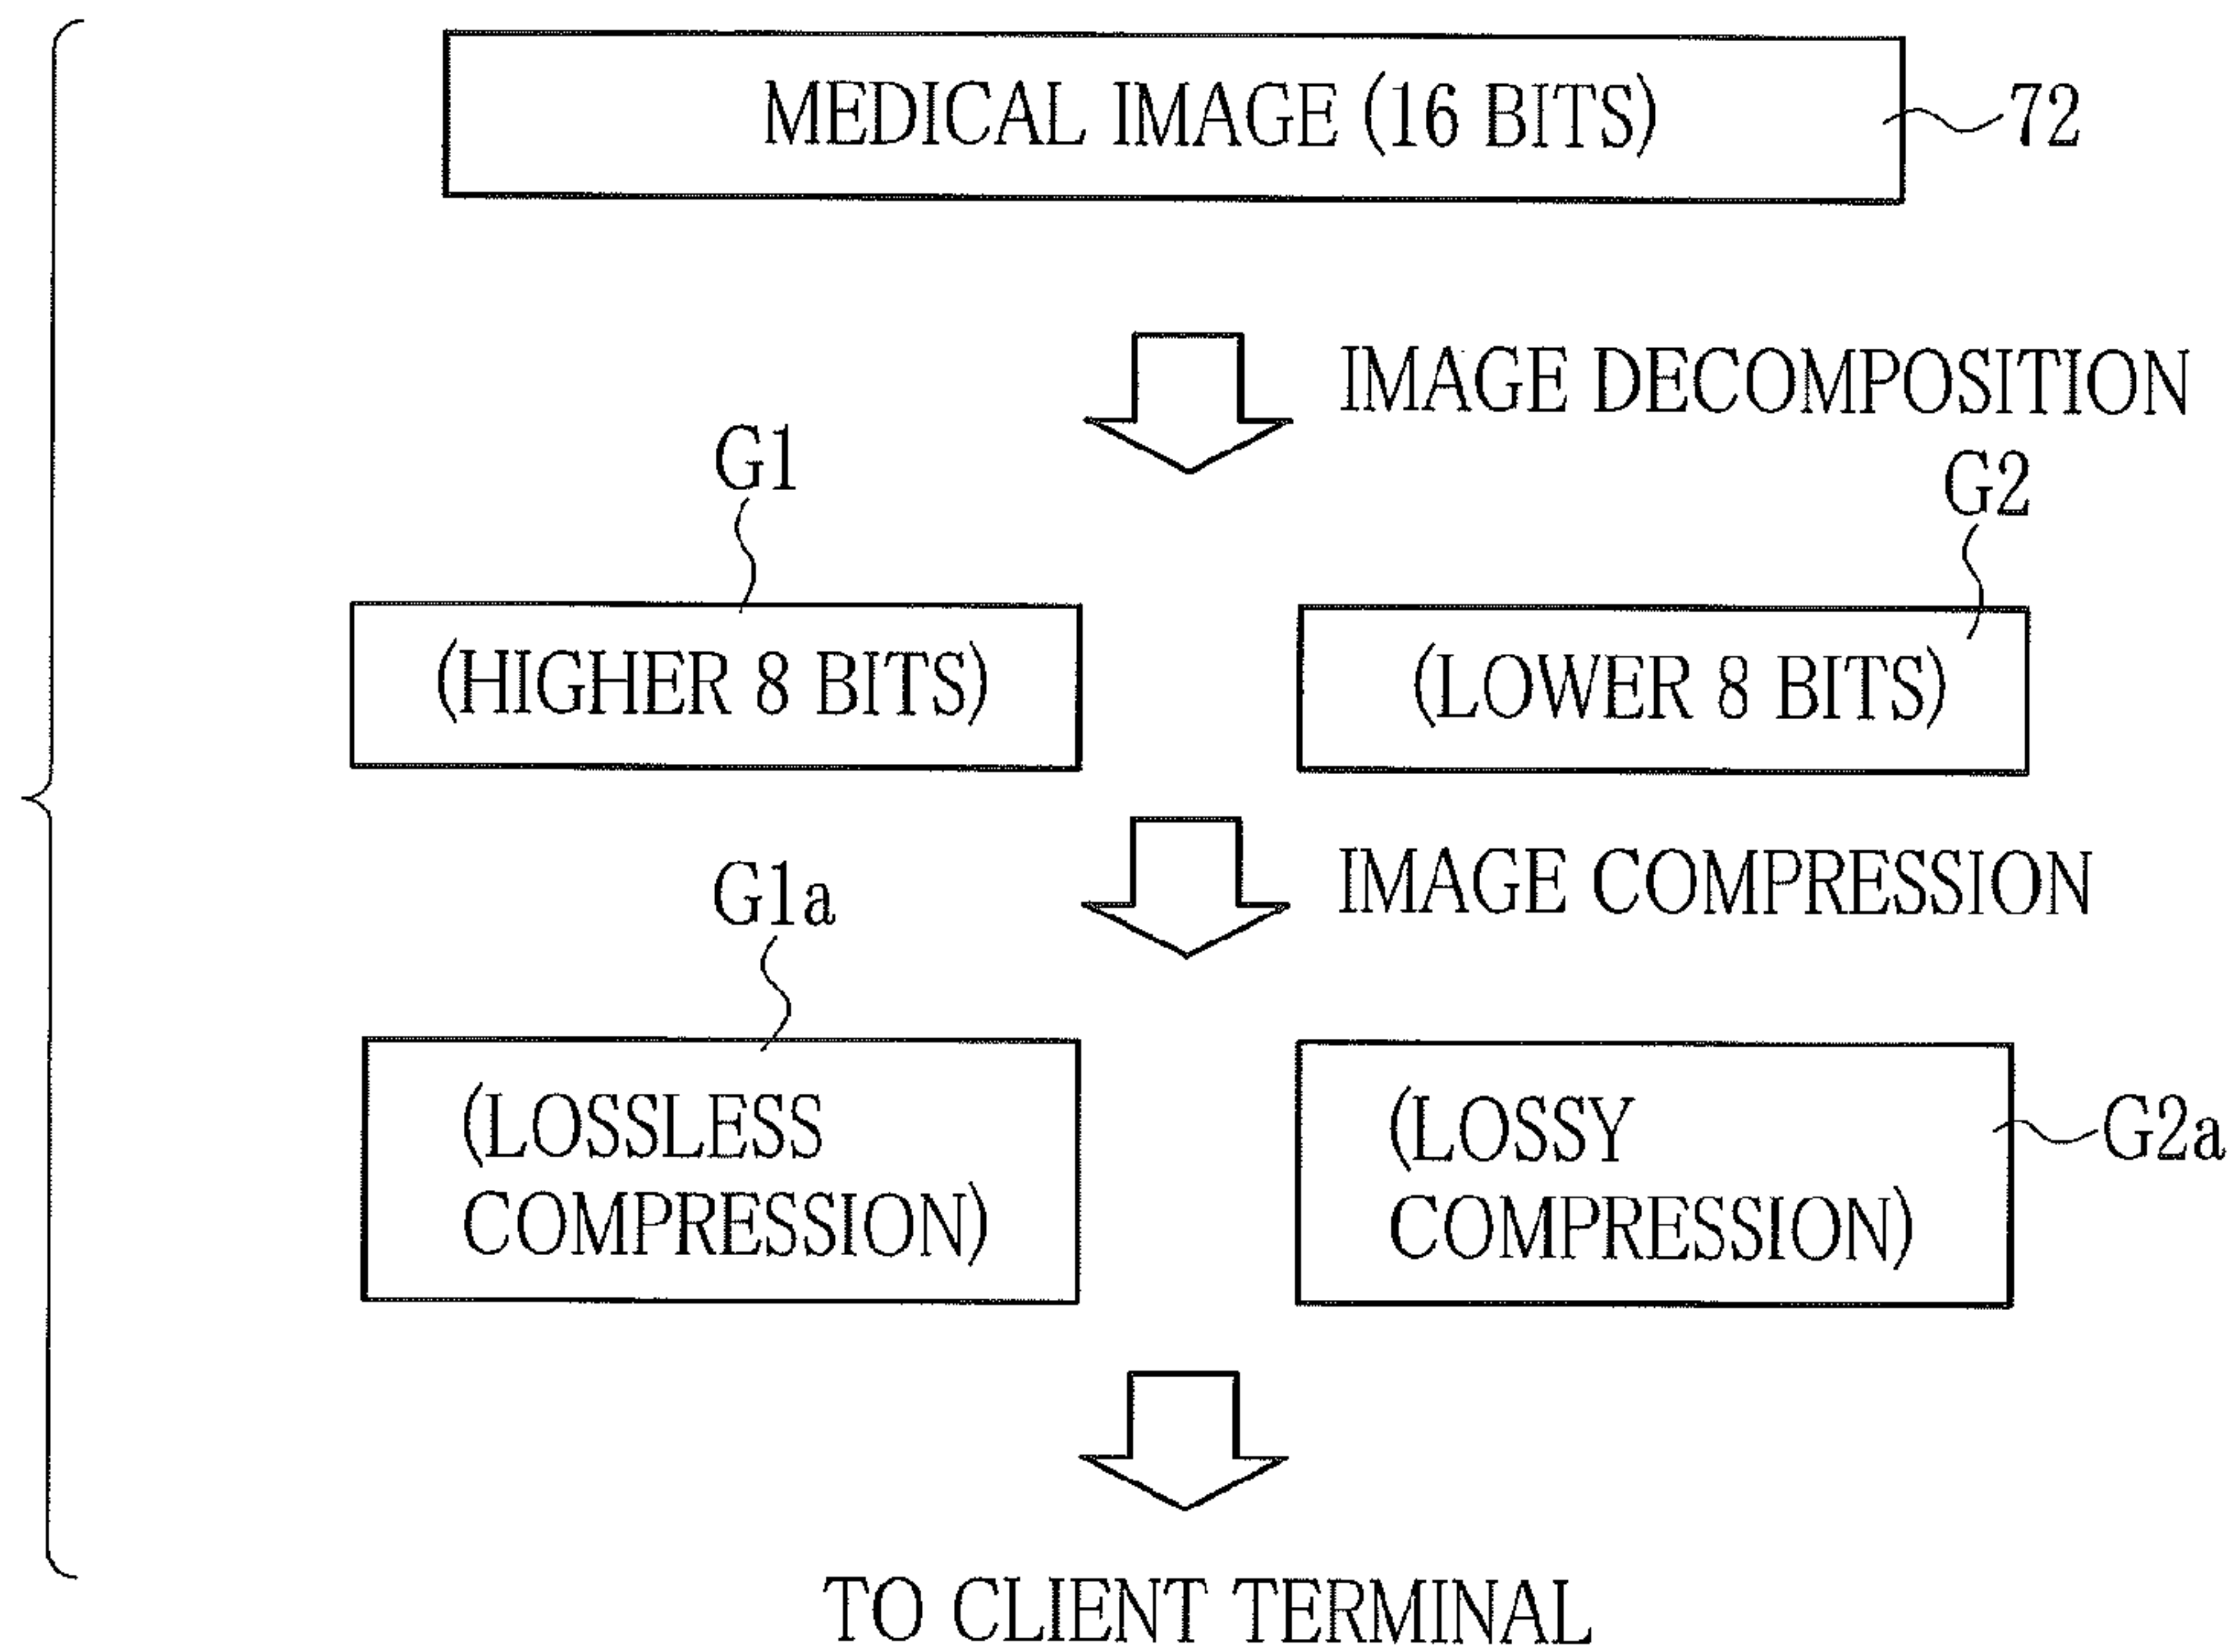 MEDICAL IMAGE (16 BITS)
72
IMAGE DECOMPOSITION
G1
G2
(HIGHER 8 BITS)
(LOWER 8 BITS)
IMAGE COMPRESSION
G1a
(LOSSLESS
COMPRESSION)
(LOSSY
COMPRESSION)
G2a
TO CLIENT TERMINAL